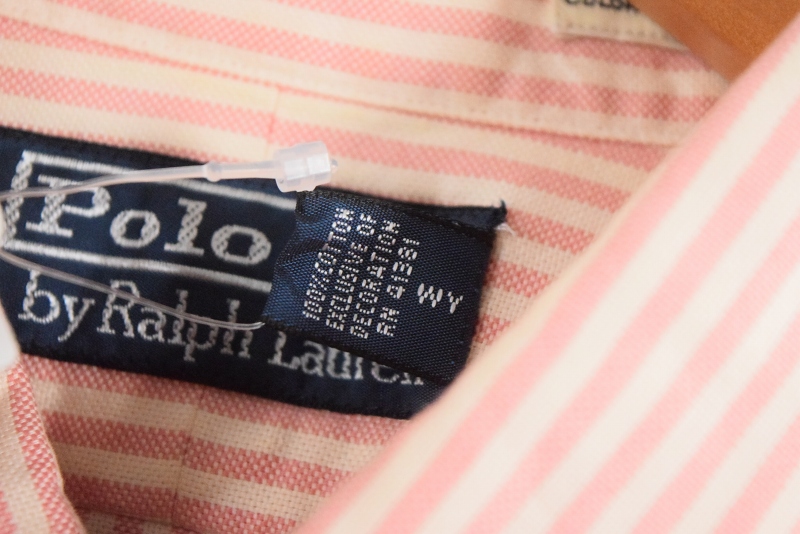 Polo
by Ralph Lauren
100% COTTON
EXCLUSIVE OF
DECORATION
RN 41381
WY